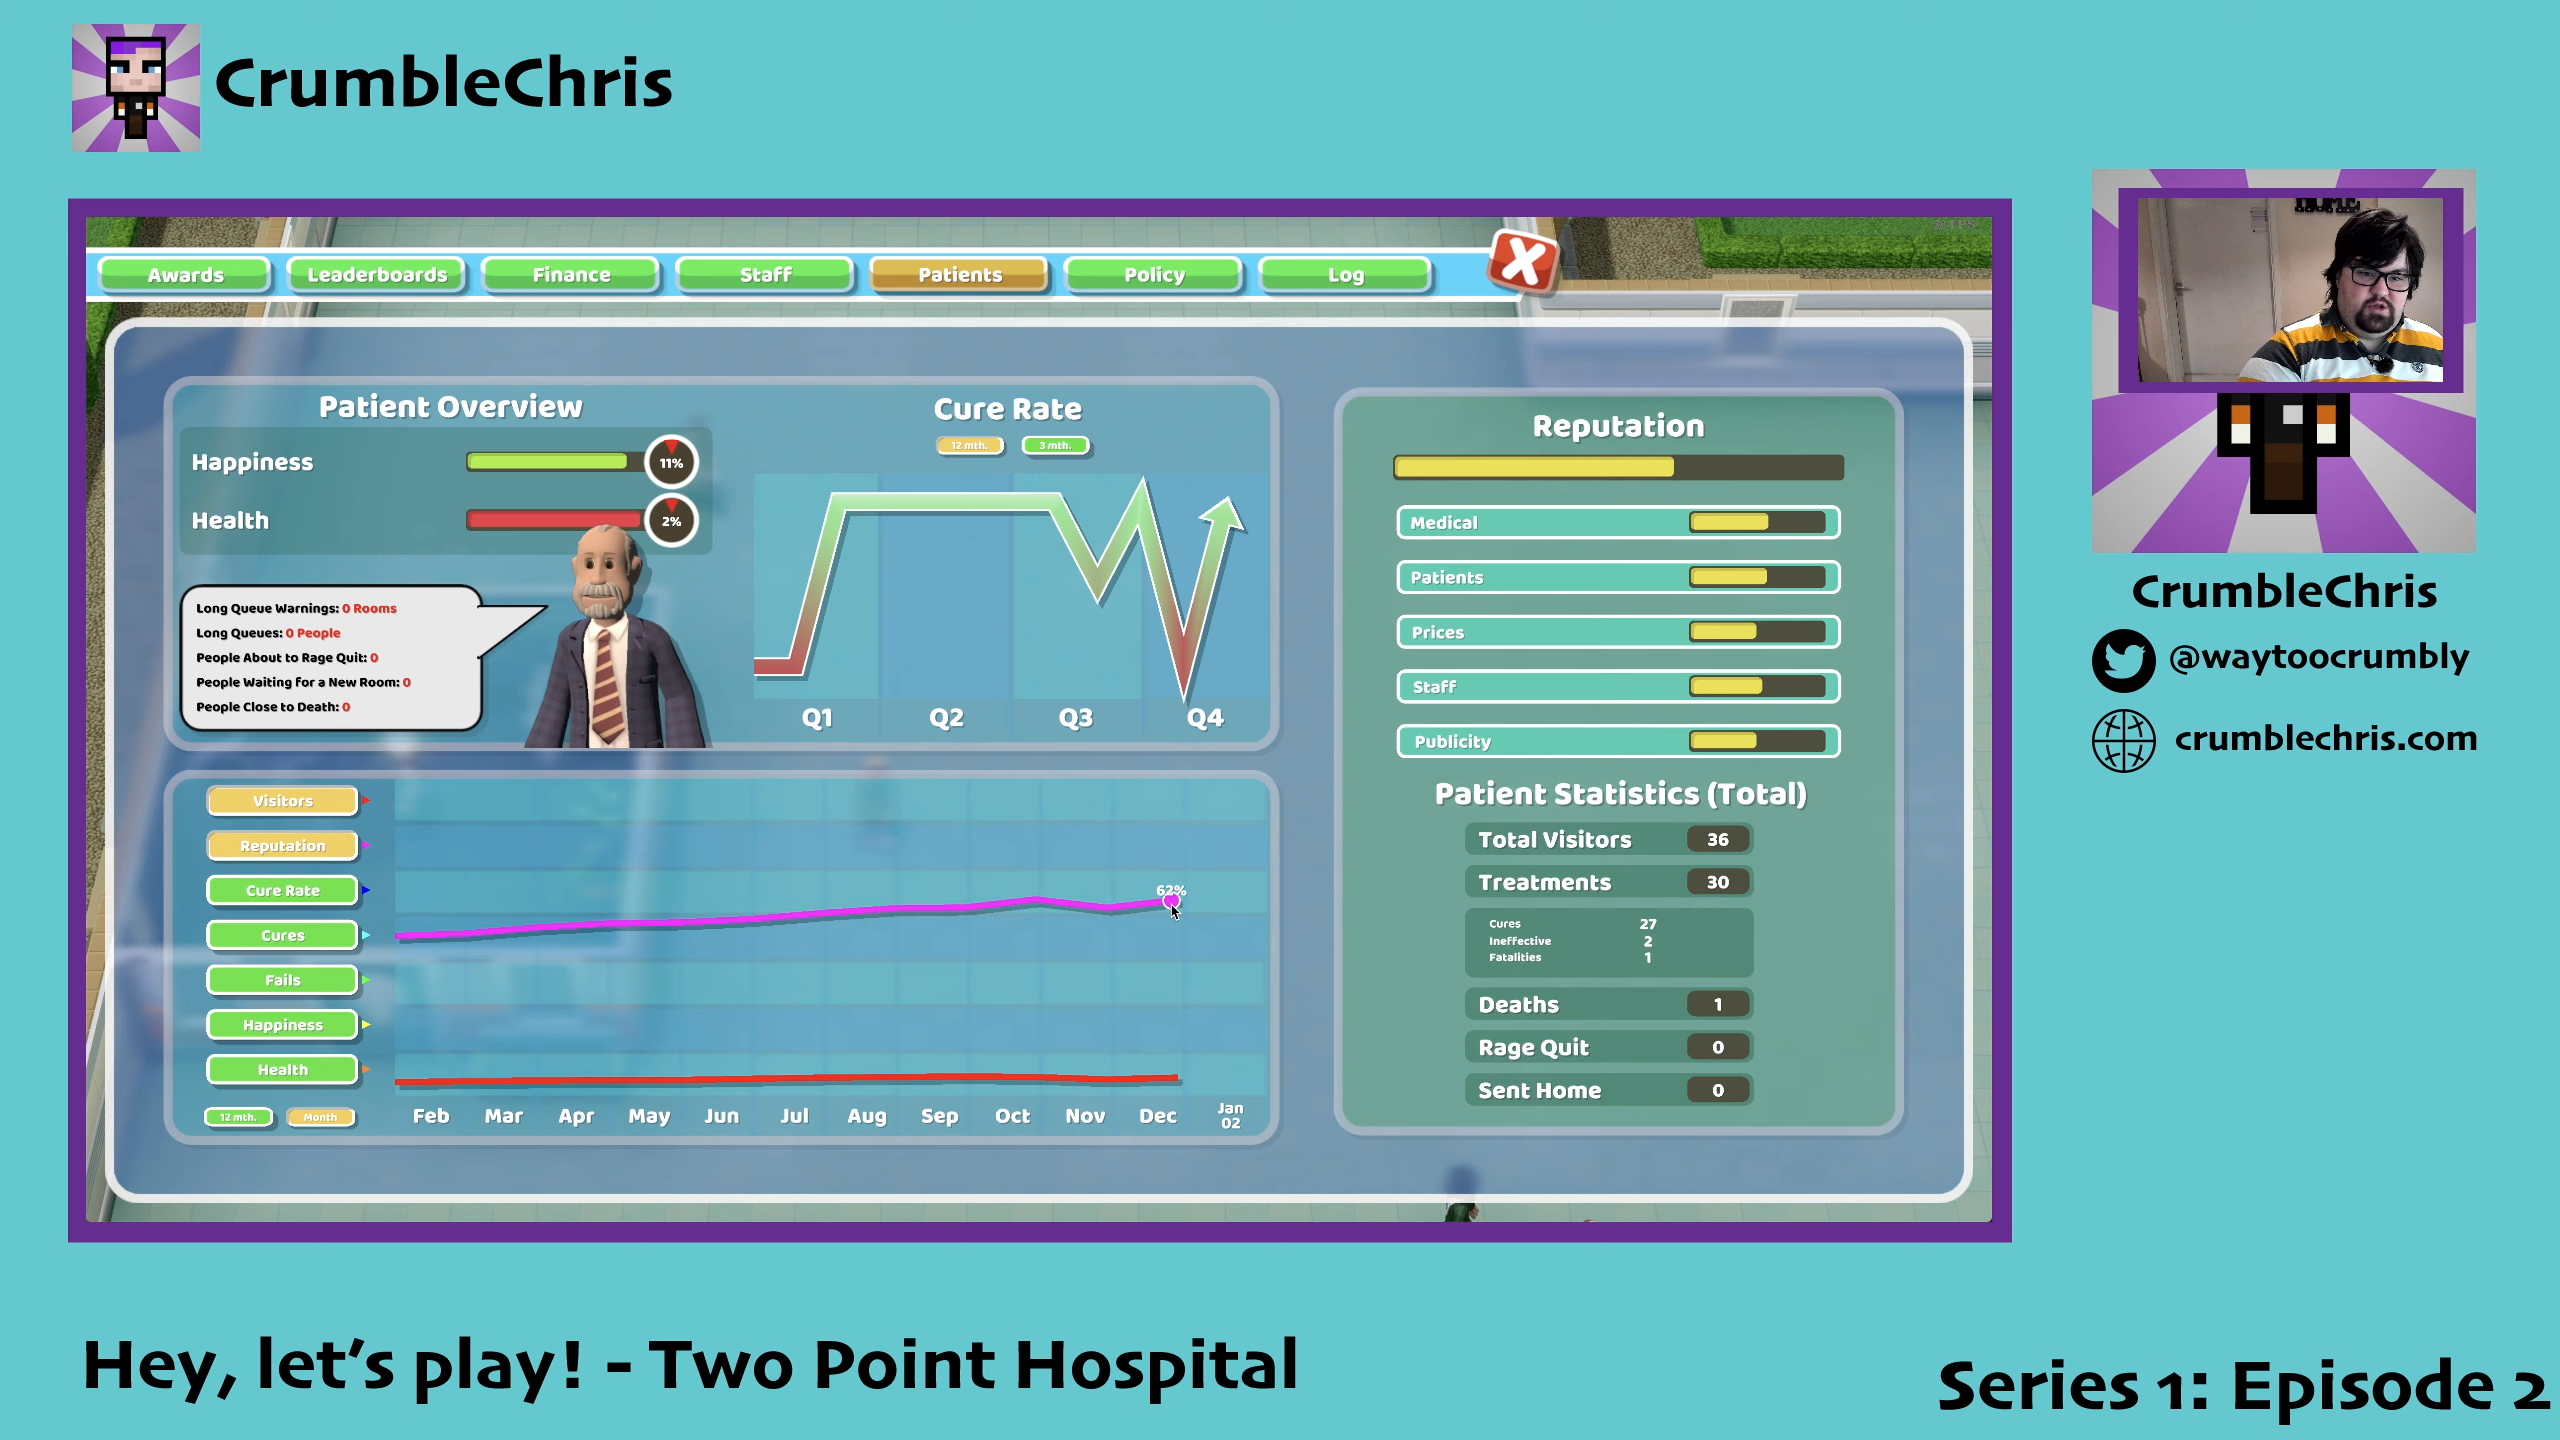 CrumbleChris
Awards
Leaderboards
Finance
Staff
Patients
Policy
Log
Patient Overview
Happiness
11%
Health
2%
Long Queue Warnings: 0 Rooms
Long Queues: 0 People
People About to Rage Quit: 0
People Waiting for a New Room: 0
People Close to Death: 0
Cure Rate
12 mth.
3 mth.
Q1
Q2
Q3
Q4
Visitors
Reputation
Cure Rate
Cures
Fails
Happiness
Health
12 mth.
Month
62%
Feb
Mar
Apr
May
Jun
Jul
Aug
Sep
Oct
Nov
Dec
Jan
02
Reputation
Medical
Patients
Prices
Staff
Publicity
Patient Statistics (Total)
Total Visitors 36
Treatments 30
Cures 27
Ineffective 2
Fatalities 1
Deaths 1
Rage Quit 0
Sent Home 0
HOME
CrumbleChris
@waytoocrumbly
crumblechris.com
Hey, let's play! - Two Point Hospital
Series 1: Episode 2